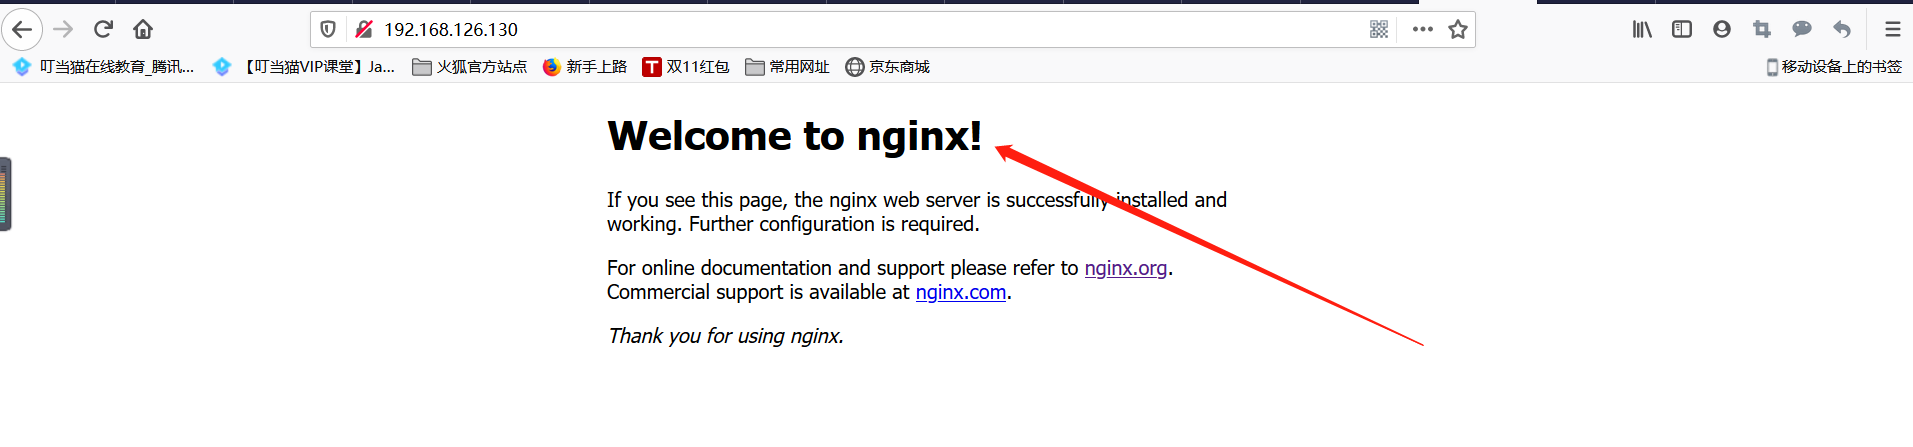 192.168.126.130
叮当猫在线教育_腾讯...
【叮当猫VIP课堂】Ja...
火狐官方站点
新手上路
T 双11红包
常用网址
京东商城
移动设备上的书签
Welcome to nginx!
If you see this page, the nginx web server is successfully installed and
working. Further configuration is required.
For online documentation and support please refer to nginx.org.
Commercial support is available at nginx.com.
Thank you for using nginx.